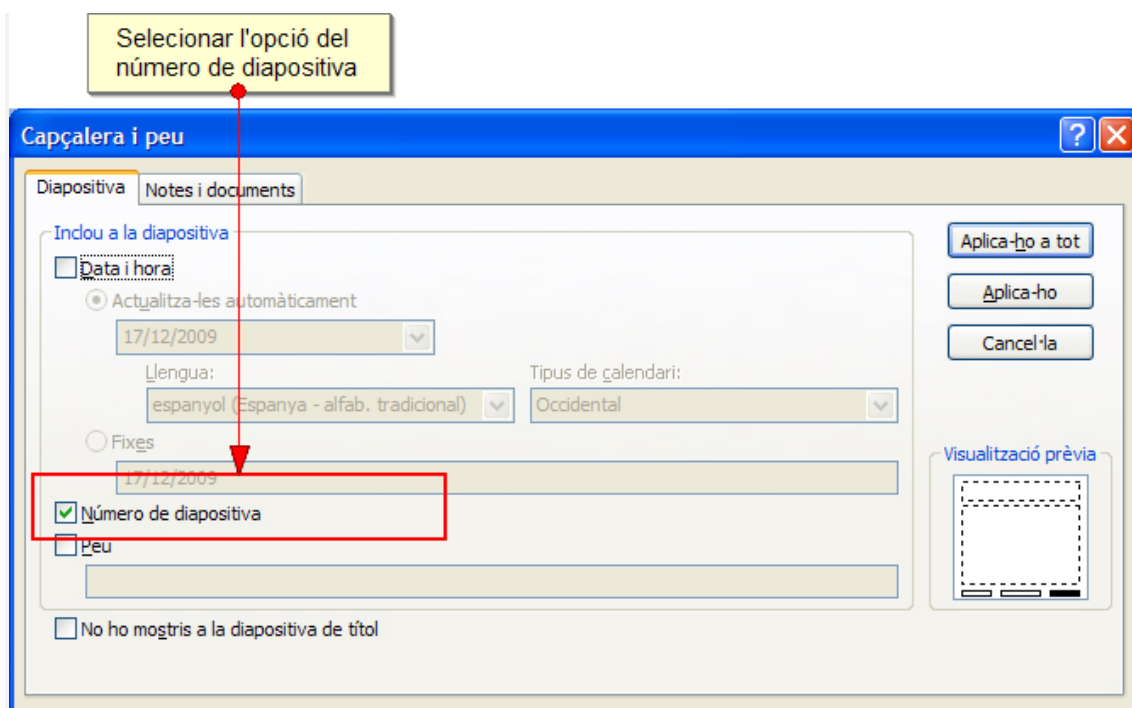 Selecionar l'opció del
número de diapositiva
Capçalera i peu
Diapositiva
Notes i documents
Inclou a la diapositiva
Data i hora
Actualitza-les automàticament
17/12/2009
Llengua:
Tipus de calendari:
espanyol (Espanya - alfab. tradicional)
Occidental
Fixes
17/12/2009
Número de diapositiva
Peu
No ho mostris a la diapositiva de títol
Aplica-ho a tot
Aplica-ho
Cancel·la
Visualització prèvia